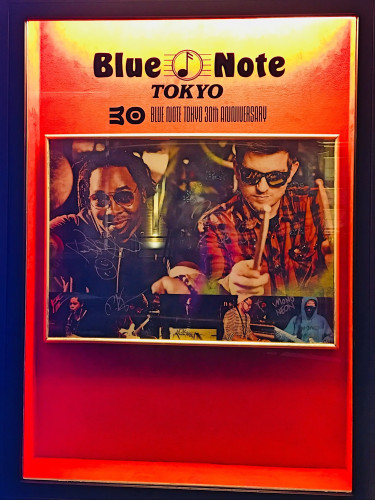 Blue Note
TOKYO
30 BLUE NOTE TOKYO 30TH ANNIVERSARY